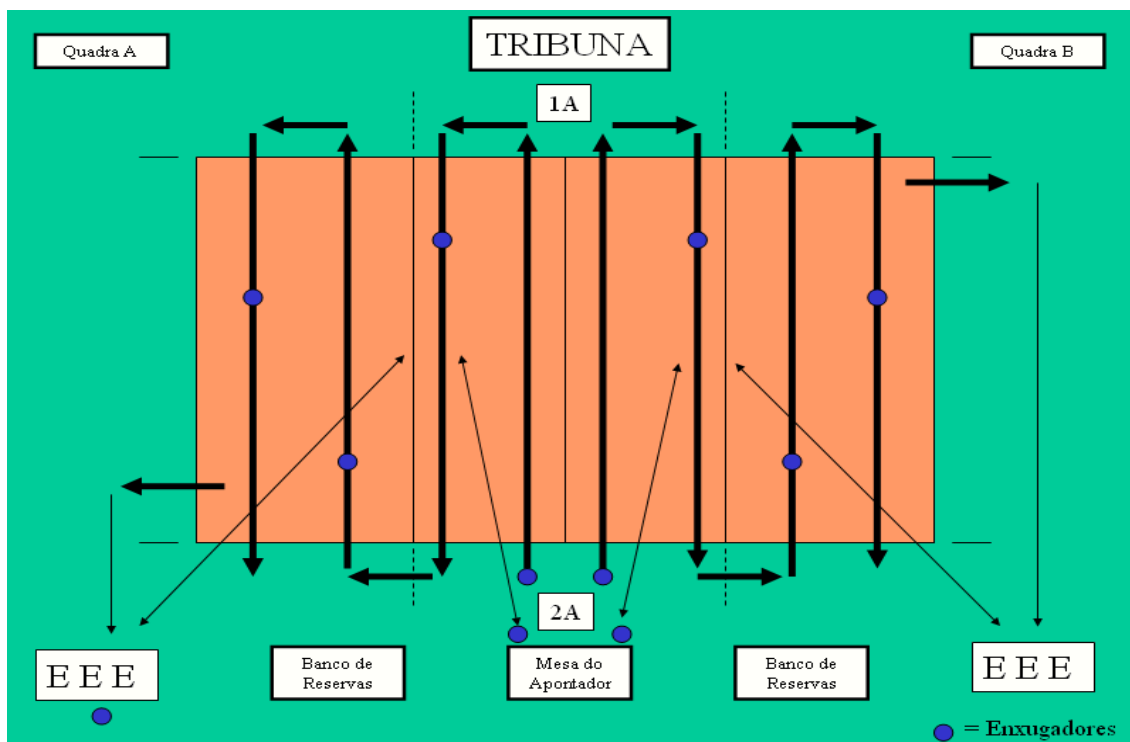 Quadra A
TRIBUNA
Quadra B
1A
2A
E E E
Banco de
Reservas
Mesa do
Apontador
Banco de
Reservas
E E E
= Enxugadores